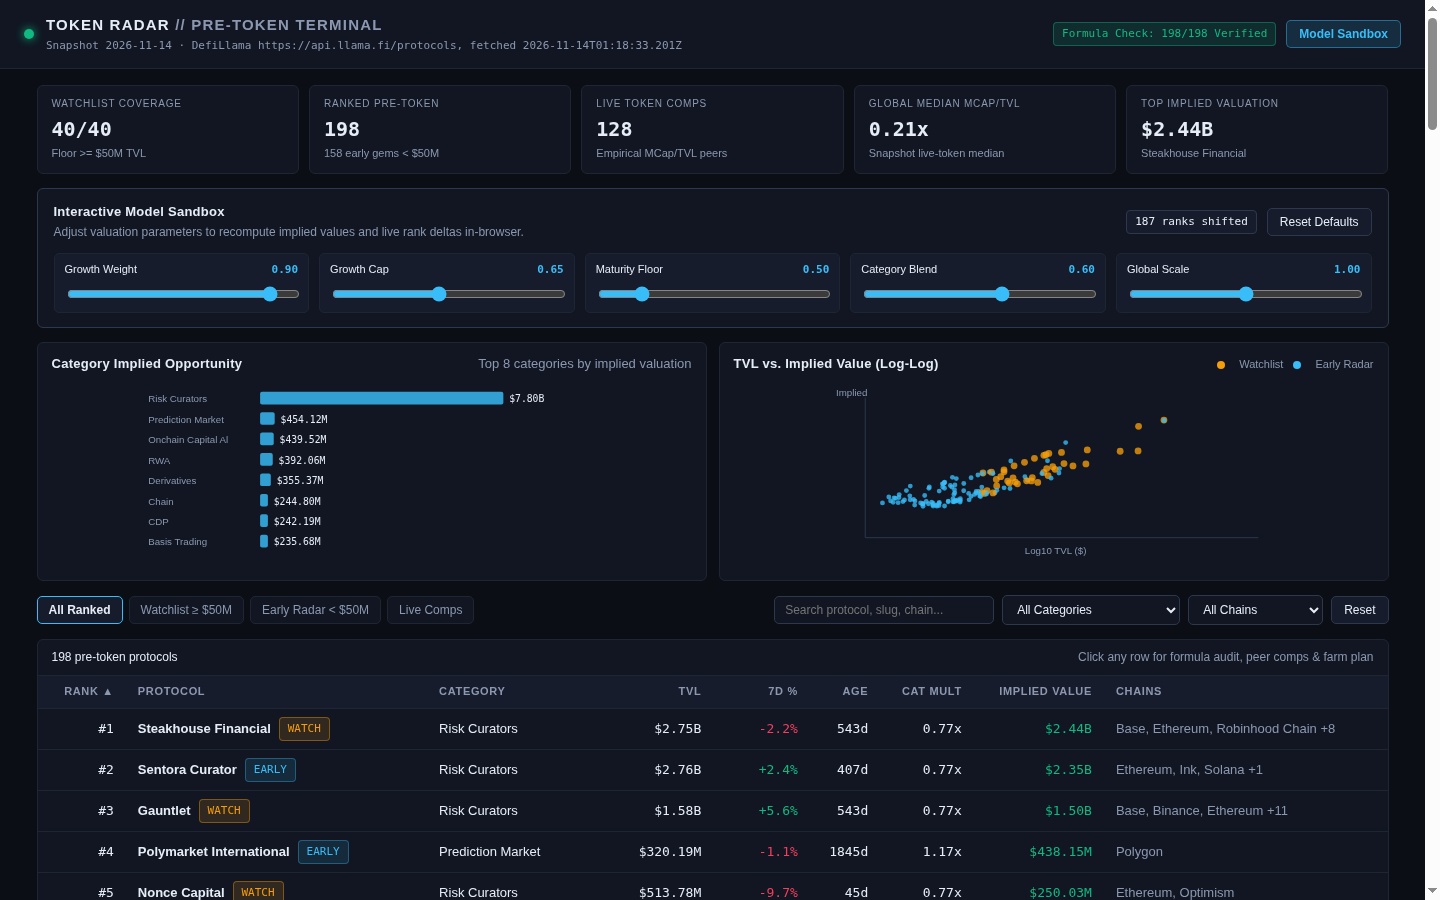 TOKEN RADAR // PRE-TOKEN TERMINAL
Snapshot 2026-11-14 · DefiLlama https://api.llama.fi/protocols, fetched 2026-11-14T01:18:33.201Z
Formula Check: 198/198 Verified
Model Sandbox
WATCHLIST COVERAGE
40/40
Floor >= $50M TVL
RANKED PRE-TOKEN
198
158 early gems < $50M
LIVE TOKEN COMPS
128
Empirical MCap/TVL peers
GLOBAL MEDIAN MCAP/TVL
0.21x
Snapshot live-token median
TOP IMPLIED VALUATION
$2.44B
Steakhouse Financial
Interactive Model Sandbox
Adjust valuation parameters to recompute implied values and live rank deltas in-browser.
187 ranks shifted
Reset Defaults
Growth Weight 0.90
Growth Cap 0.65
Maturity Floor 0.50
Category Blend 0.60
Global Scale 1.00
Category Implied Opportunity
Top 8 categories by implied valuation
Risk Curators $7.80B
Prediction Market $454.12M
Onchain Capital Al $439.52M
RWA $392.06M
Derivatives $355.37M
Chain $244.80M
CDP $242.19M
Basis Trading $235.68M
TVL vs. Implied Value (Log-Log)
Watchlist
Early Radar
Implied
Log10 TVL ($)
All Ranked
Watchlist ≥ $50M
Early Radar < $50M
Live Comps
Search protocol, slug, chain...
All Categories
All Chains
Reset
198 pre-token protocols
Click any row for formula audit, peer comps & farm plan
RANK ▲ PROTOCOL CATEGORY TVL 7D % AGE CAT MULT IMPLIED VALUE CHAINS
#1 Steakhouse Financial WATCH Risk Curators $2.75B -2.2% 543d 0.77x $2.44B Base, Ethereum, Robinhood Chain +8
#2 Sentora Curator EARLY Risk Curators $2.76B +2.4% 407d 0.77x $2.35B Ethereum, Ink, Solana +1
#3 Gauntlet WATCH Risk Curators $1.58B +5.6% 543d 0.77x $1.50B Base, Binance, Ethereum +11
#4 Polymarket International EARLY Prediction Market $320.19M -1.1% 1845d 1.17x $438.15M Polygon
#5 Nonce Capital WATCH Risk Curators $513.78M -9.7% 45d 0.77x $250.03M Ethereum, Optimism